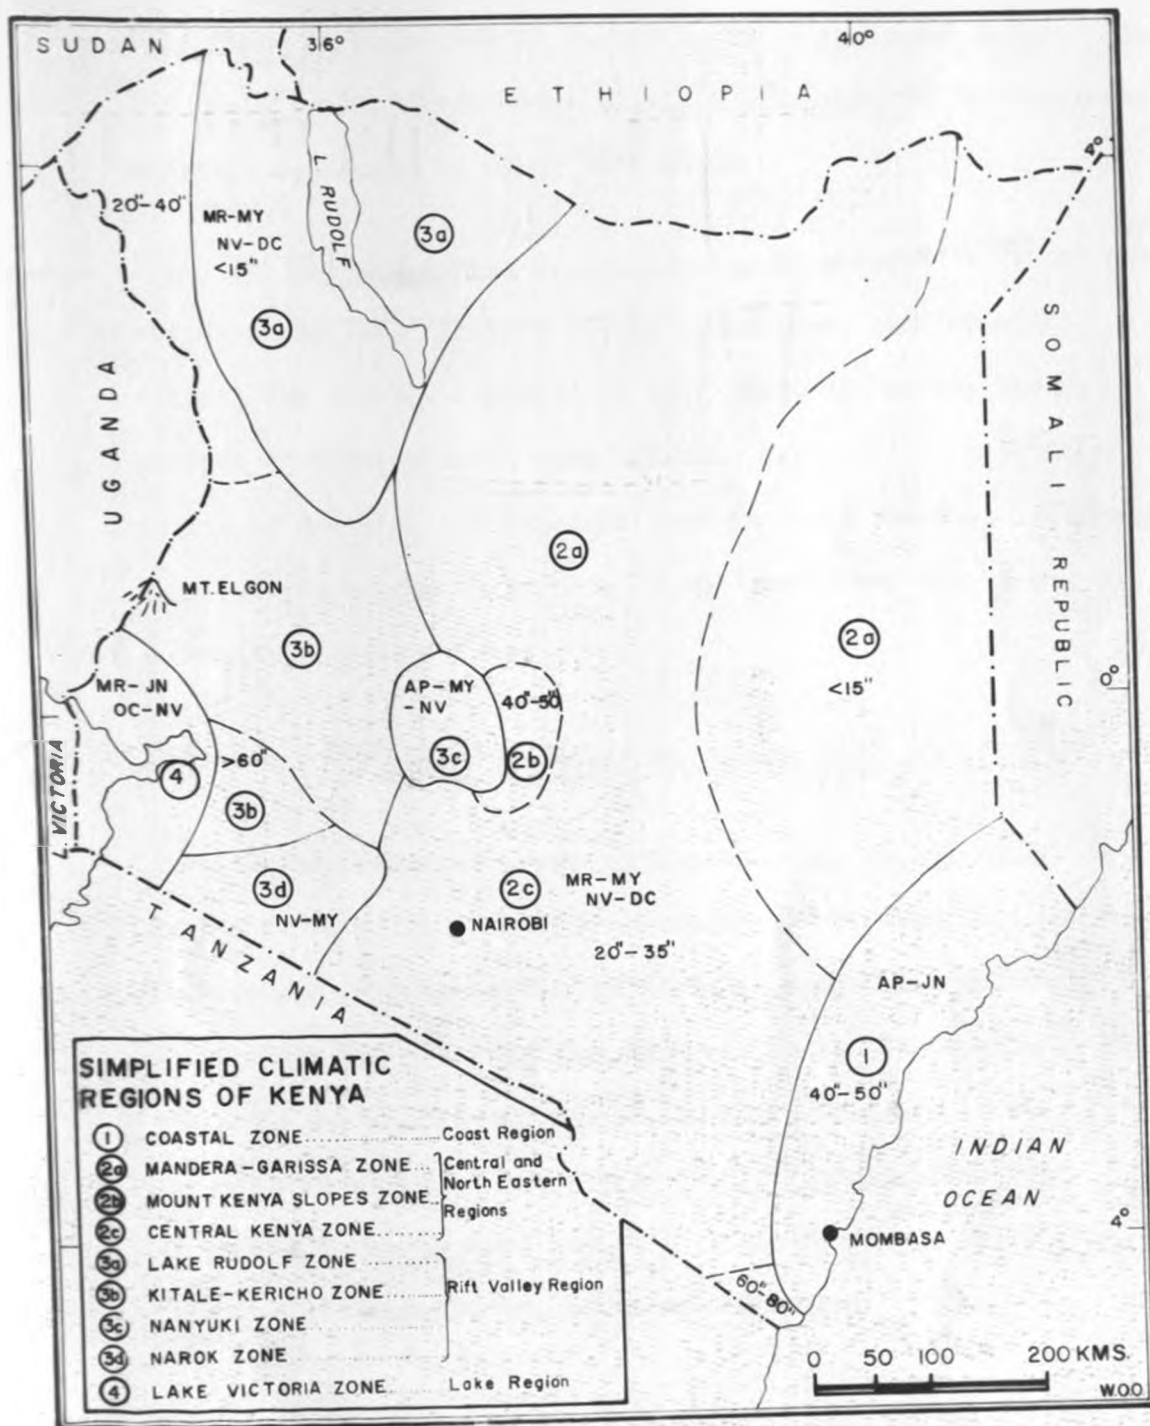 SUDAN
36°
40°
ETHIOPIA
4°
L. RUDOLF
20"-40"
MR-MY
NV-DC
<15"
3a
3a
UGANDA
SOMALI REPUBLIC
2a
MT. ELGON
3b
2a
<15"
0°
MR-JN
OC-NV
AP-MY
-NV
40"-50"
3c
2b
L. VICTORIA
4
>60"
3b
3d
NV-MY
2c
MR-MY
NV-DC
NAIROBI
20"-35"
TANZANIA
AP-JN
1
40"-50"
INDIAN
OCEAN
4°
MOMBASA
60"-80"
SIMPLIFIED CLIMATIC
REGIONS OF KENYA
1 COASTAL ZONE Coast Region
2a MANDERA-GARISSA ZONE Central and
North Eastern
2b MOUNT KENYA SLOPES ZONE
Regions
2c CENTRAL KENYA ZONE
3a LAKE RUDOLF ZONE
3b KITALE-KERICHO ZONE Rift Valley Region
3c NANYUKI ZONE
3d NAROK ZONE
4 LAKE VICTORIA ZONE Lake Region
0 50 100 200 KMS.
W.O.O